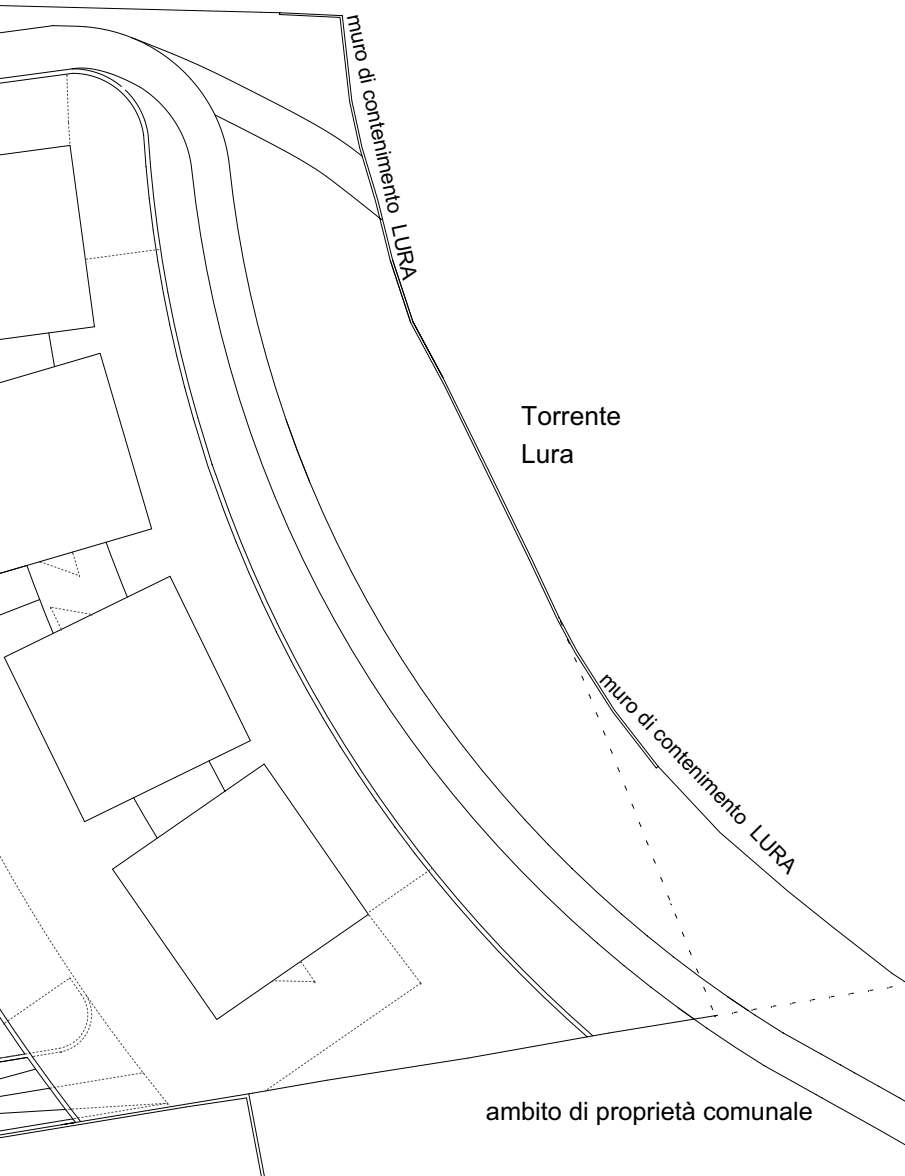 muro di contenimento LURA
Torrente
Lura
muro di contenimento LURA
ambito di proprietà comunale